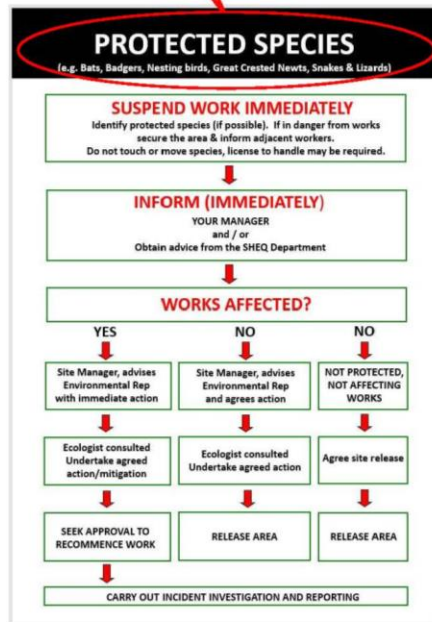 PROTECTED SPECIES
(e.g. Bats, Badgers, Nesting birds, Great Crested Newts, Snakes & Lizards)
SUSPEND WORK IMMEDIATELY
Identify protected species (if possible). If in danger from works
secure the area & inform adjacent workers.
Do not touch or move species, license to handle may be required.
INFORM (IMMEDIATELY)
YOUR MANAGER
and / or
Obtain advice from the SHEQ Department
WORKS AFFECTED?
YES
NO
NO
Site Manager, advises
Environmental Rep
with immediate action
Site Manager, advises
Environmental Rep
and agrees action
NOT PROTECTED,
NOT AFFECTING
WORKS
Ecologist consulted
Undertake agreed
action/mitigation
Ecologist consulted
Undertake agreed action
Agree site release
SEEK APPROVAL TO
RECOMMENCE WORK
RELEASE AREA
RELEASE AREA
CARRY OUT INCIDENT INVESTIGATION AND REPORTING